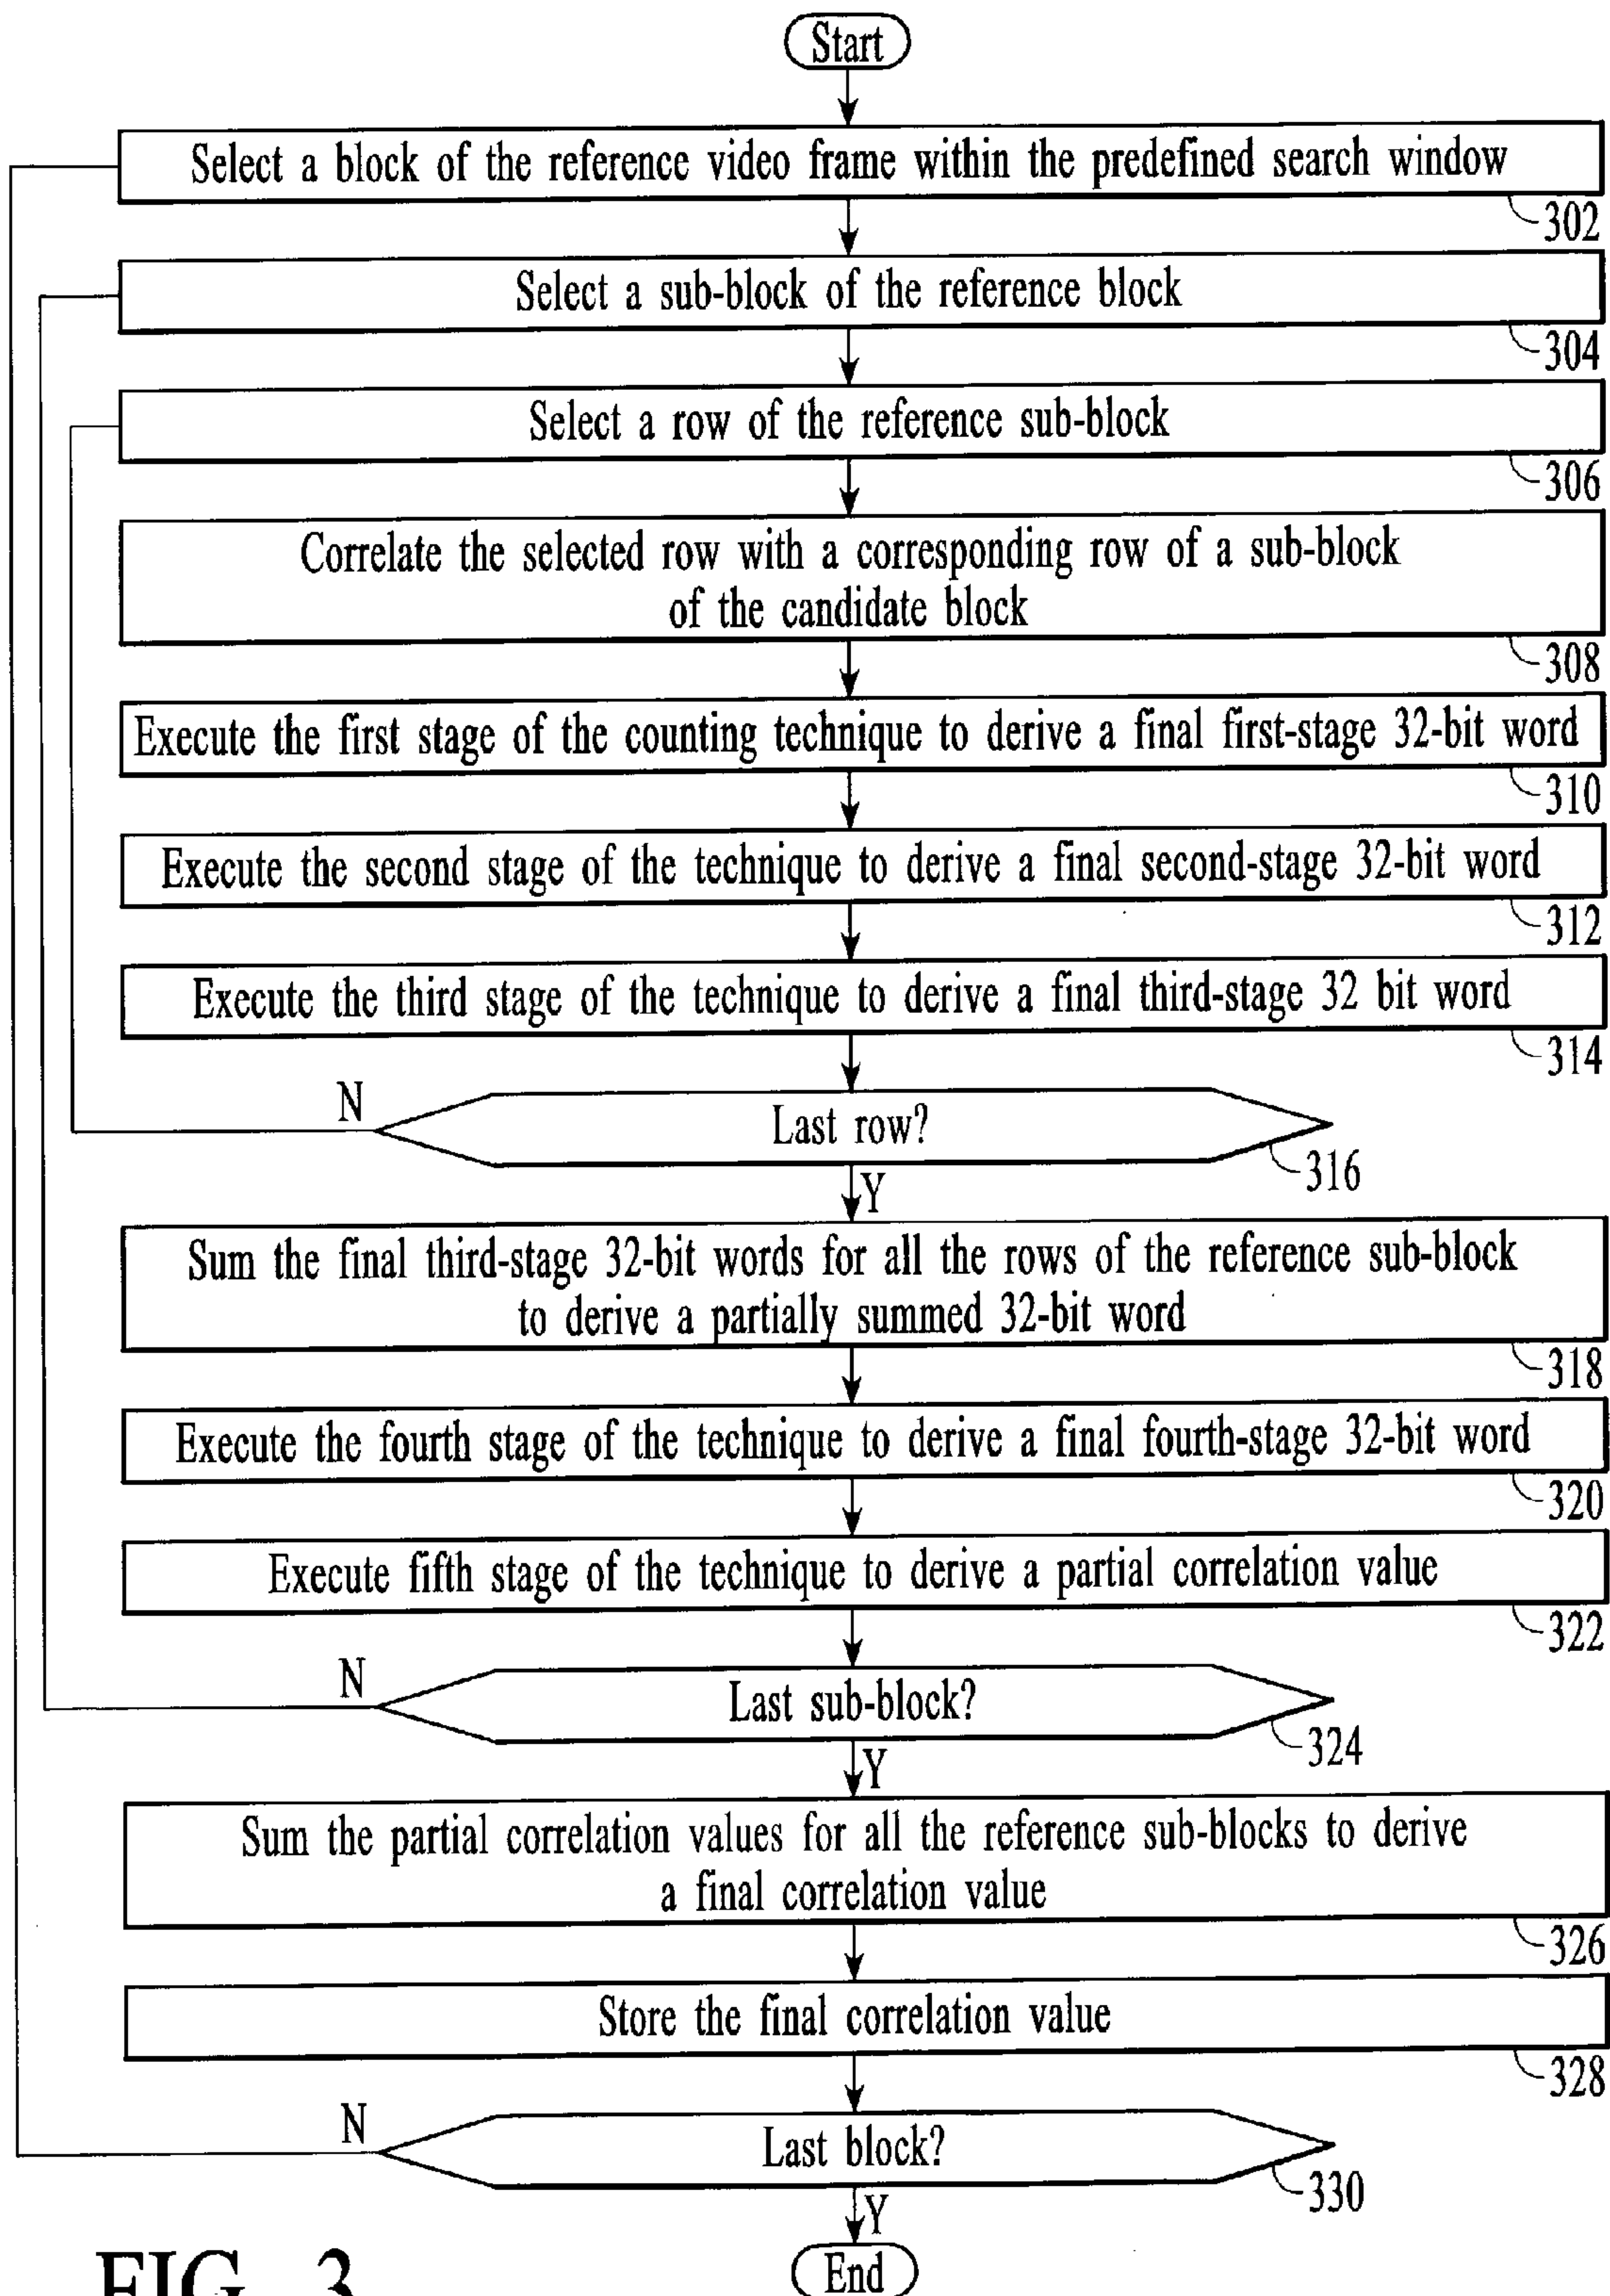 Start
Select a block of the reference video frame within the predefined search window
302
Select a sub-block of the reference block
304
Select a row of the reference sub-block
306
Correlate the selected row with a corresponding row of a sub-block
of the candidate block
308
Execute the first stage of the counting technique to derive a final first-stage 32-bit word
310
Execute the second stage of the technique to derive a final second-stage 32-bit word
312
Execute the third stage of the technique to derive a final third-stage 32 bit word
314
N
Last row?
316
Y
Sum the final third-stage 32-bit words for all the rows of the reference sub-block
to derive a partially summed 32-bit word
318
Execute the fourth stage of the technique to derive a final fourth-stage 32-bit word
320
Execute fifth stage of the technique to derive a partial correlation value
322
N
Last sub-block?
324
Y
Sum the partial correlation values for all the reference sub-blocks to derive
a final correlation value
326
Store the final correlation value
328
N
Last block?
330
Y
End
FIG. 3